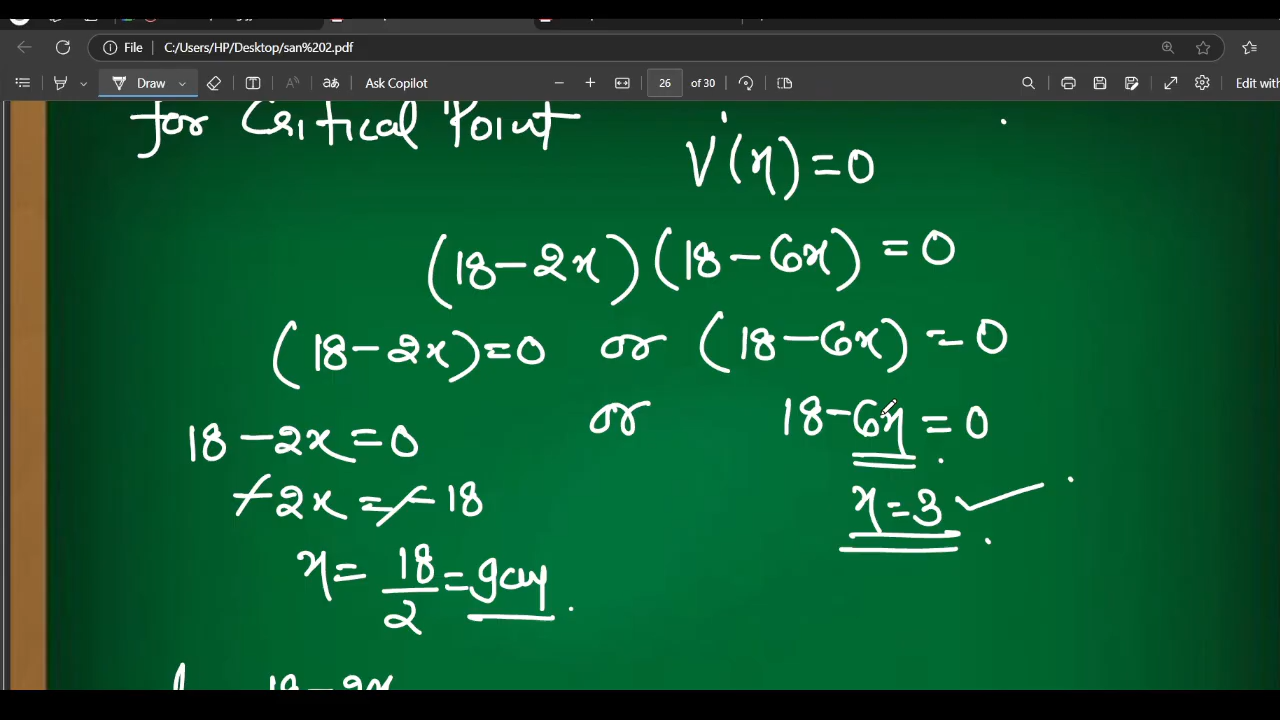 File C:/Users/HP/Desktop/san%202.pdf
Draw Ask Copilot 26 of 30 Edit with
for Critical Point
V'(x)=0
(18-2x)(18-6x) = 0
(18-2x)=0 or (18-6x) = 0
18-2x=0 or 18-6x = 0
-2x = -18 x=3
x= 18/2 = 9cm
18-2x